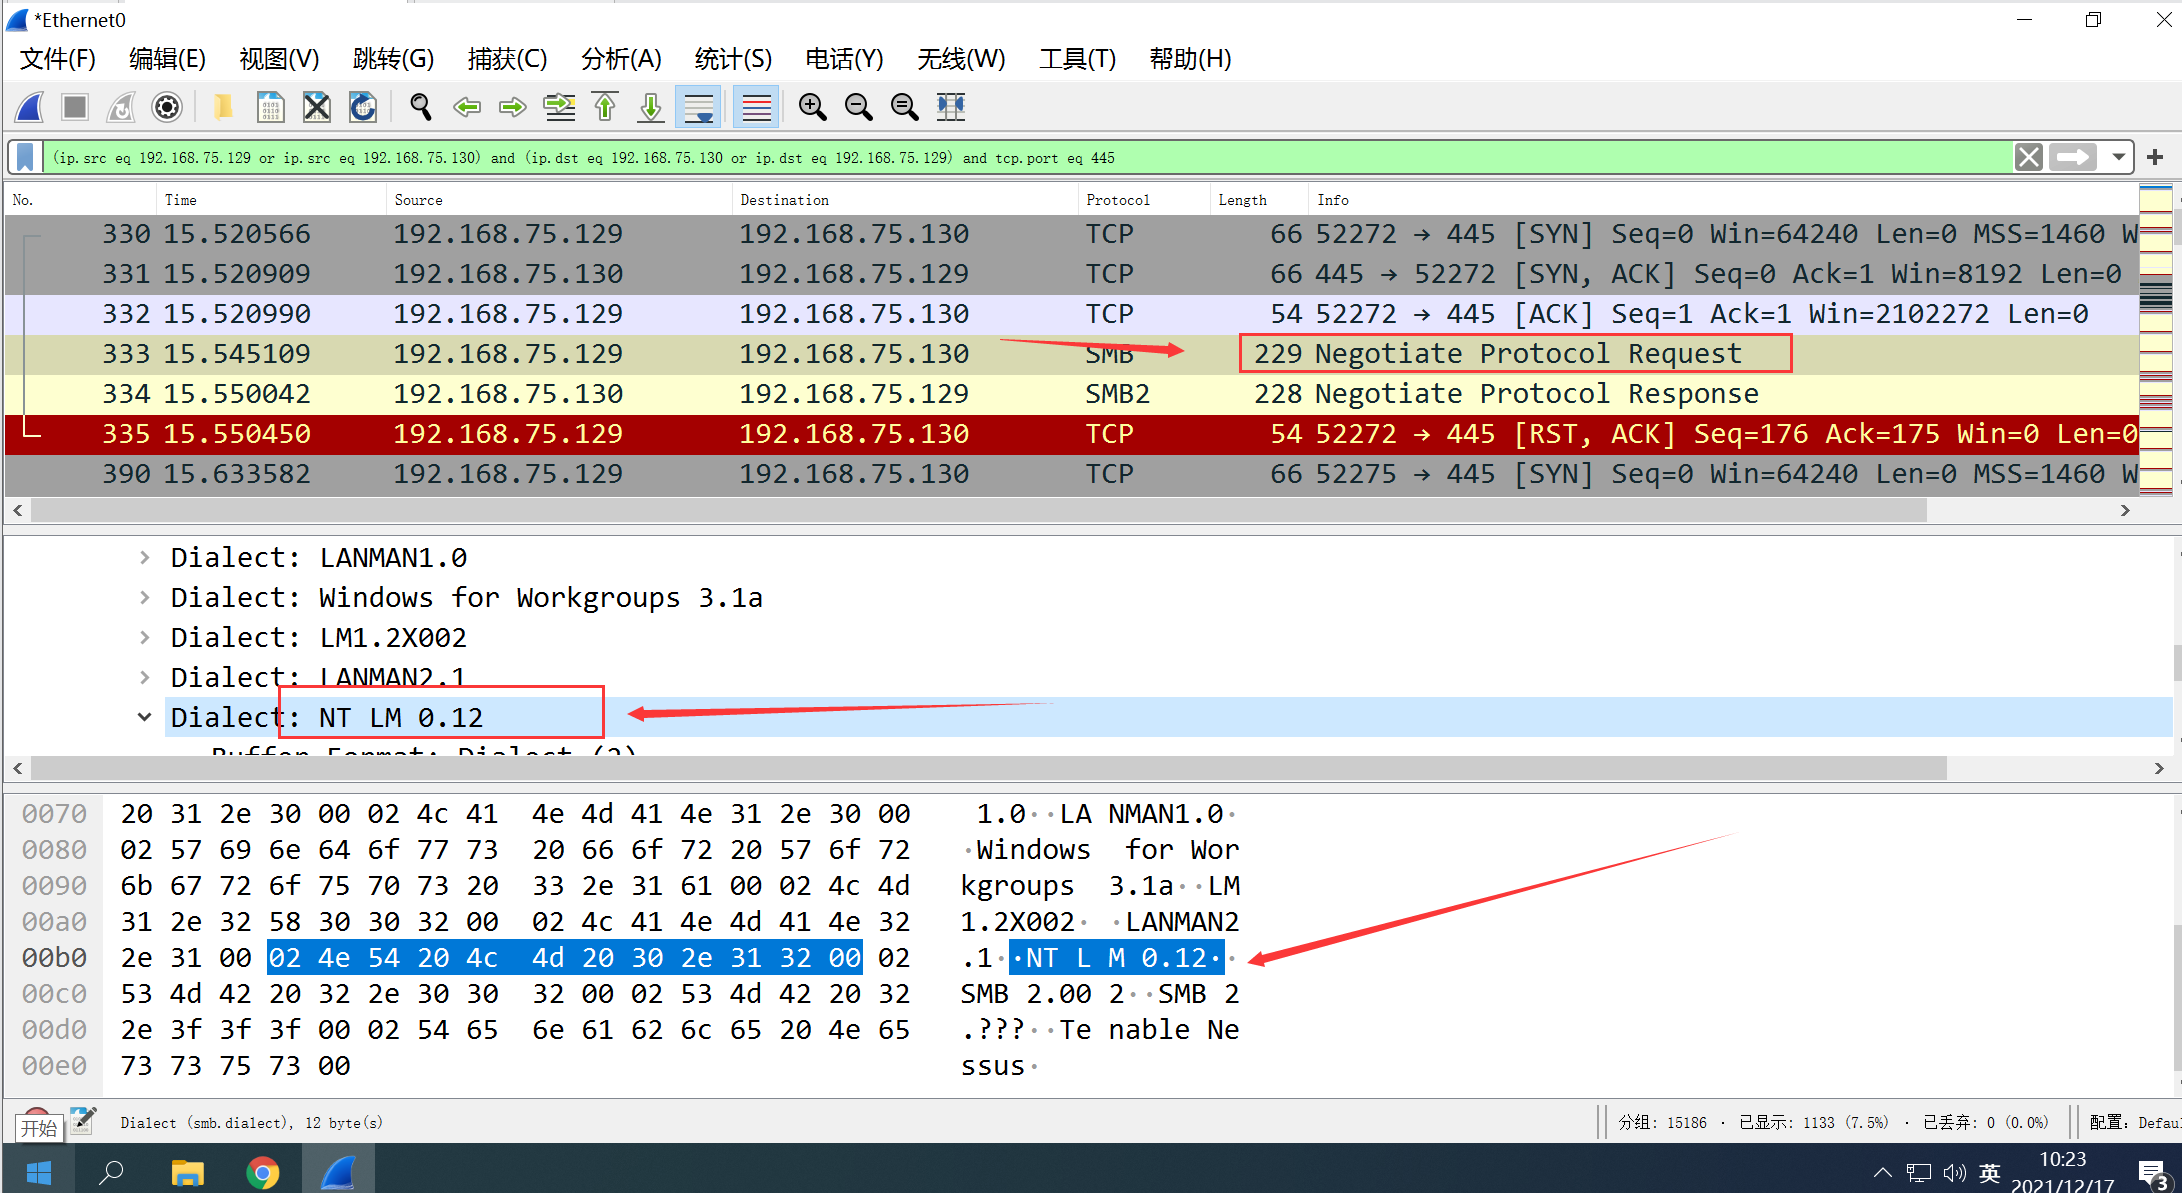 *Ethernet0
文件(F) 编辑(E) 视图(V) 跳转(G) 捕获(C) 分析(A) 统计(S) 电话(Y) 无线(W) 工具(T) 帮助(H)
(ip.src eq 192.168.75.129 or ip.src eq 192.168.75.130) and (ip.dst eq 192.168.75.130 or ip.dst eq 192.168.75.129) and tcp.port eq 445
No. Time Source Destination Protocol Length Info
330 15.520566 192.168.75.129 192.168.75.130 TCP 66 52272 → 445 [SYN] Seq=0 Win=64240 Len=0 MSS=1460 W
331 15.520909 192.168.75.130 192.168.75.129 TCP 66 445 → 52272 [SYN, ACK] Seq=0 Ack=1 Win=8192 Len=0
332 15.520990 192.168.75.129 192.168.75.130 TCP 54 52272 → 445 [ACK] Seq=1 Ack=1 Win=2102272 Len=0
333 15.545109 192.168.75.129 192.168.75.130 SMB 229 Negotiate Protocol Request
334 15.550042 192.168.75.130 192.168.75.129 SMB2 228 Negotiate Protocol Response
335 15.550450 192.168.75.129 192.168.75.130 TCP 54 52272 → 445 [RST, ACK] Seq=176 Ack=175 Win=0 Len=0
390 15.633582 192.168.75.129 192.168.75.130 TCP 66 52275 → 445 [SYN] Seq=0 Win=64240 Len=0 MSS=1460 W
Dialect: LANMAN1.0
Dialect: Windows for Workgroups 3.1a
Dialect: LM1.2X002
Dialect: LANMAN2.1
Dialect: NT LM 0.12
Buffer Format: Dialect (2)
0070 20 31 2e 30 00 02 4c 41 4e 4d 41 4e 31 2e 30 00 1.0··LA NMAN1.0·
0080 02 57 69 6e 64 6f 77 73 20 66 6f 72 20 57 6f 72 ·Windows for Wor
0090 6b 67 72 6f 75 70 73 20 33 2e 31 61 00 02 4c 4d kgroups 3.1a··LM
00a0 31 2e 32 58 30 30 32 00 02 4c 41 4e 4d 41 4e 32 1.2X002· ·LANMAN2
00b0 2e 31 00 02 4e 54 20 4c 4d 20 30 2e 31 32 00 02 .1··NT L M 0.12··
00c0 53 4d 42 20 32 2e 30 30 32 00 02 53 4d 42 20 32 SMB 2.00 2··SMB 2
00d0 2e 3f 3f 3f 00 02 54 65 6e 61 62 6c 65 20 4e 65 .???··Te nable Ne
00e0 73 73 75 73 00 ssus·
开始 Dialect (smb.dialect), 12 byte(s) 分组: 15186 · 已显示: 1133 (7.5%) · 已丢弃: 0 (0.0%) 配置: Defau
英 10:23
2021/12/17 3